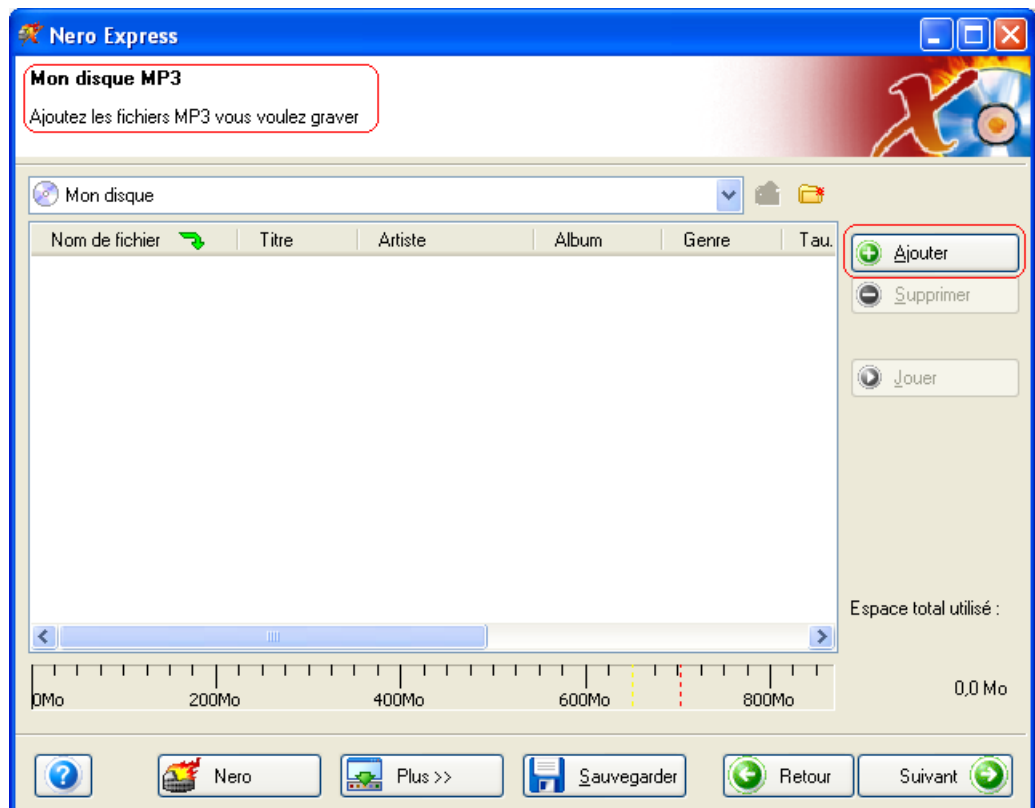 Nero Express
Mon disque MP3
Ajoutez les fichiers MP3 vous voulez graver
Mon disque
Nom de fichier Titre Artiste Album Genre Tau.
Ajouter
Supprimer
Jouer
Espace total utilisé :
0Mo 200Mo 400Mo 600Mo 800Mo
0,0 Mo
Nero Plus >> Sauvegarder Retour Suivant